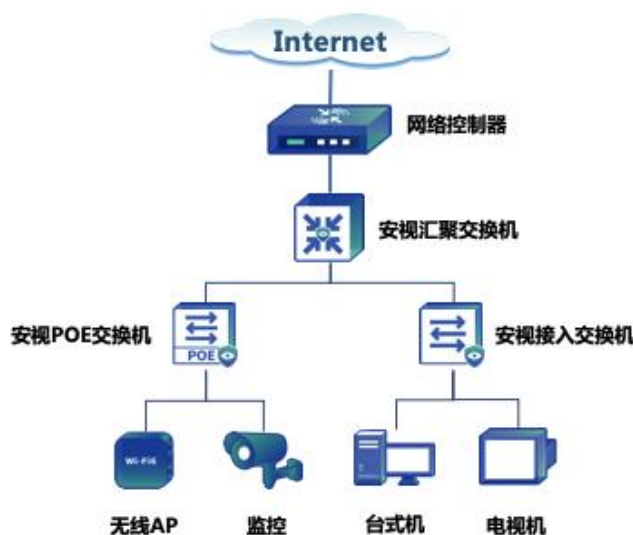 Internet
网络控制器
安视汇聚交换机
安视POE交换机
POE
安视接入交换机
Wi-Fi6
无线AP
监控
台式机
电视机